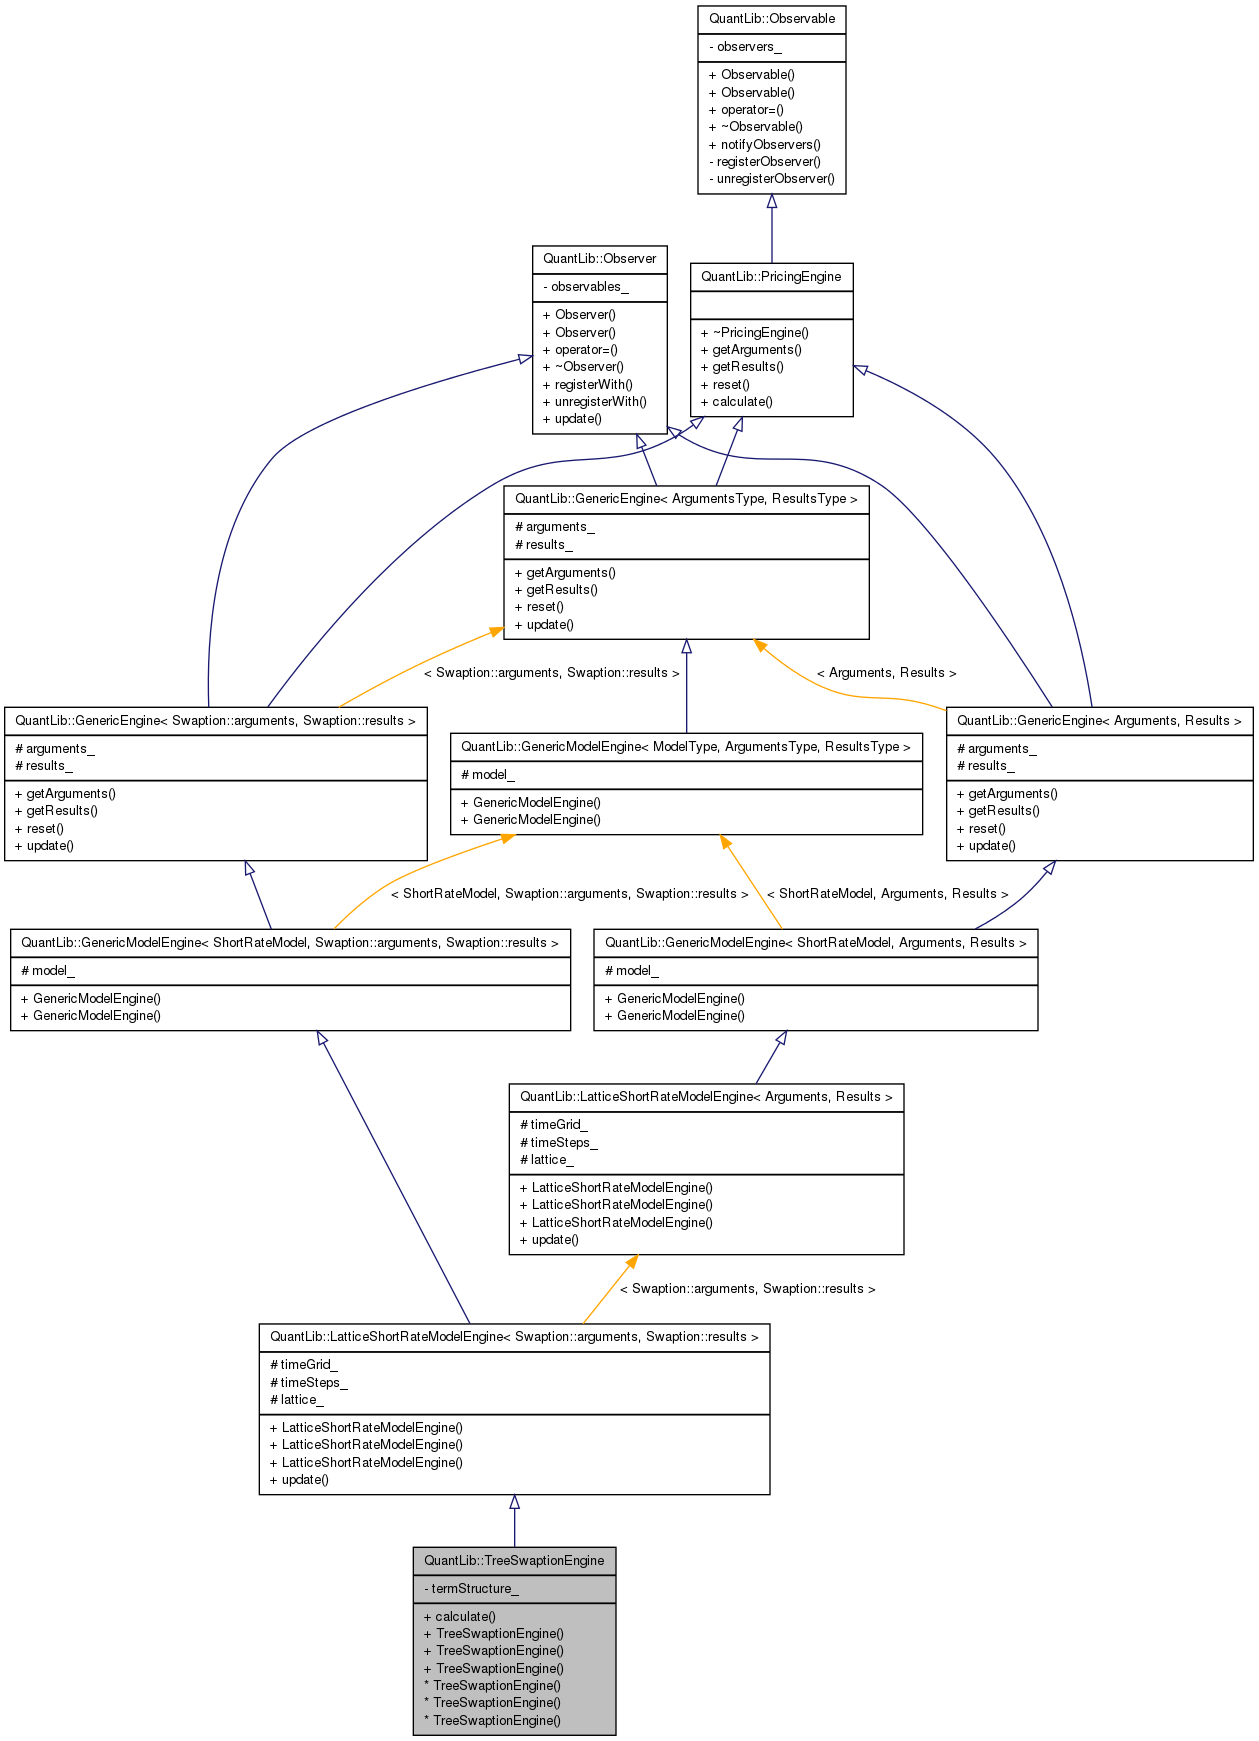 QuantLib::Observable
- observers_
+ Observable()
+ Observable()
+ operator=()
+ ~Observable()
+ notifyObservers()
- registerObserver()
- unregisterObserver()
QuantLib::Observer
- observables_
+ Observer()
+ Observer()
+ operator=()
+ ~Observer()
+ registerWith()
+ unregisterWith()
+ update()
QuantLib::PricingEngine
+ ~PricingEngine()
+ getArguments()
+ getResults()
+ reset()
+ calculate()
QuantLib::GenericEngine< ArgumentsType, ResultsType >
# arguments_
# results_
+ getArguments()
+ getResults()
+ reset()
+ update()
< Swaption::arguments, Swaption::results >
< Arguments, Results >
QuantLib::GenericEngine< Swaption::arguments, Swaption::results >
# arguments_
# results_
+ getArguments()
+ getResults()
+ reset()
+ update()
QuantLib::GenericModelEngine< ModelType, ArgumentsType, ResultsType >
# model_
+ GenericModelEngine()
+ GenericModelEngine()
QuantLib::GenericEngine< Arguments, Results >
# arguments_
# results_
+ getArguments()
+ getResults()
+ reset()
+ update()
< ShortRateModel, Swaption::arguments, Swaption::results >
< ShortRateModel, Arguments, Results >
QuantLib::GenericModelEngine< ShortRateModel, Swaption::arguments, Swaption::results >
# model_
+ GenericModelEngine()
+ GenericModelEngine()
QuantLib::GenericModelEngine< ShortRateModel, Arguments, Results >
# model_
+ GenericModelEngine()
+ GenericModelEngine()
QuantLib::LatticeShortRateModelEngine< Arguments, Results >
# timeGrid_
# timeSteps_
# lattice_
+ LatticeShortRateModelEngine()
+ LatticeShortRateModelEngine()
+ LatticeShortRateModelEngine()
+ update()
< Swaption::arguments, Swaption::results >
QuantLib::LatticeShortRateModelEngine< Swaption::arguments, Swaption::results >
# timeGrid_
# timeSteps_
# lattice_
+ LatticeShortRateModelEngine()
+ LatticeShortRateModelEngine()
+ LatticeShortRateModelEngine()
+ update()
QuantLib::TreeSwaptionEngine
- termStructure_
+ calculate()
+ TreeSwaptionEngine()
+ TreeSwaptionEngine()
+ TreeSwaptionEngine()
* TreeSwaptionEngine()
* TreeSwaptionEngine()
* TreeSwaptionEngine()